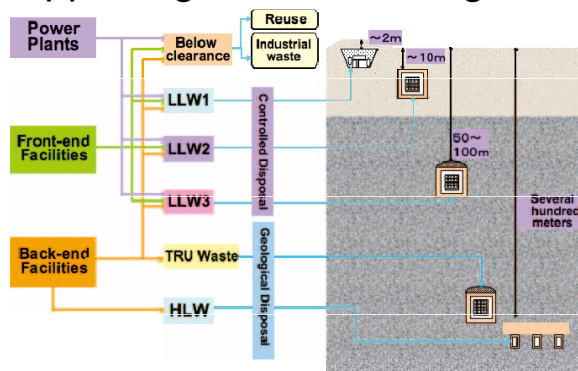 Power
Plants
Below
clearance
Reuse
Industrial
waste
~2m
~10m
LLW1
Front-end
Facilities
LLW2
LLW3
Controlled Disposal
50~
100m
Several
hundred
meters
Back-end
Facilities
TRU Waste
HLW
Geological Disposal